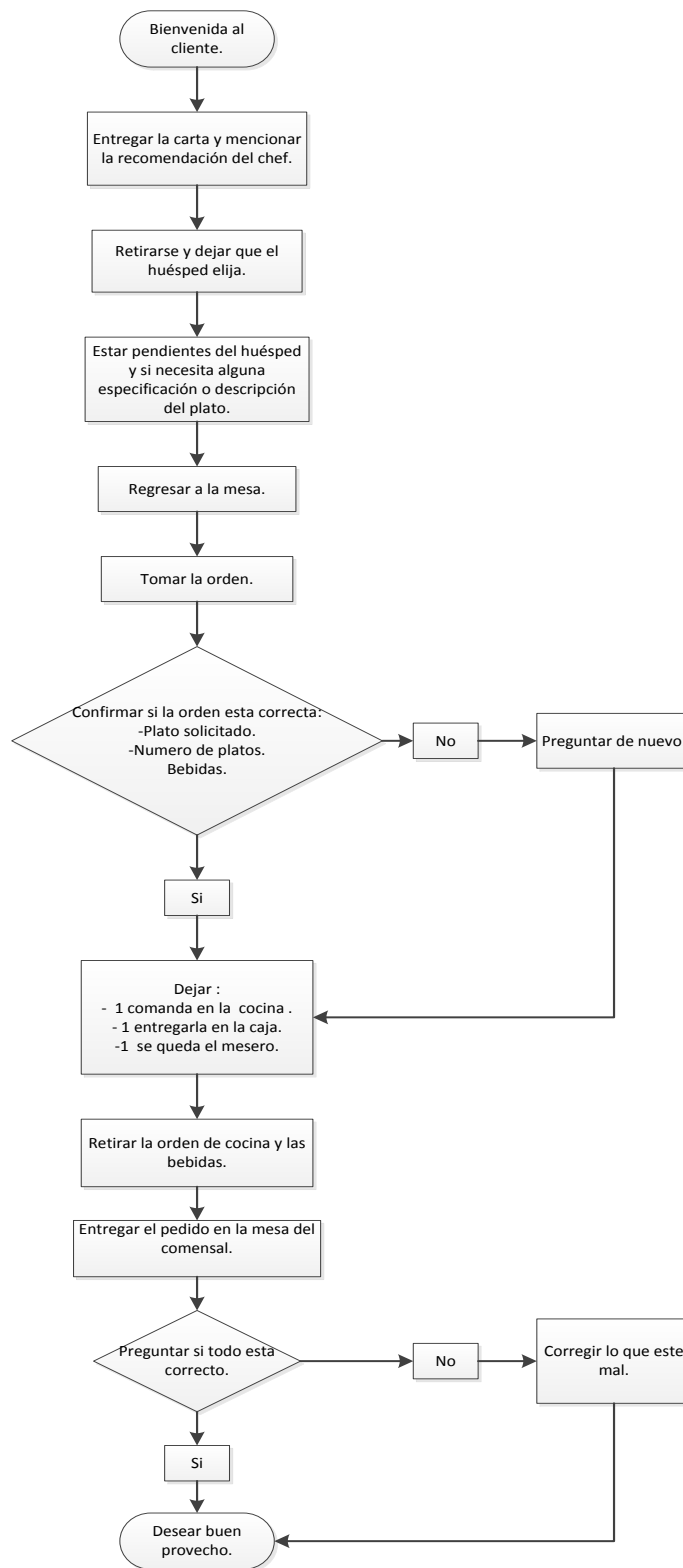 Bienvenida al
cliente.
Entregar la carta y mencionar
la recomendación del chef.
Retirarse y dejar que el
huésped elija.
Estar pendientes del huésped
y si necesita alguna
especificación o descripción
del plato.
Regresar a la mesa.
Tomar la orden.
Confirmar si la orden esta correcta:
-Plato solicitado.
-Numero de platos.
Bebidas.
No
Preguntar de nuevo
Si
Dejar :
- 1 comanda en la cocina .
- 1 entregarla en la caja.
-1 se queda el mesero.
Retirar la orden de cocina y las
bebidas.
Entregar el pedido en la mesa del
comensal.
Preguntar si todo esta
correcto.
No
Corregir lo que este
mal.
Si
Desear buen
provecho.